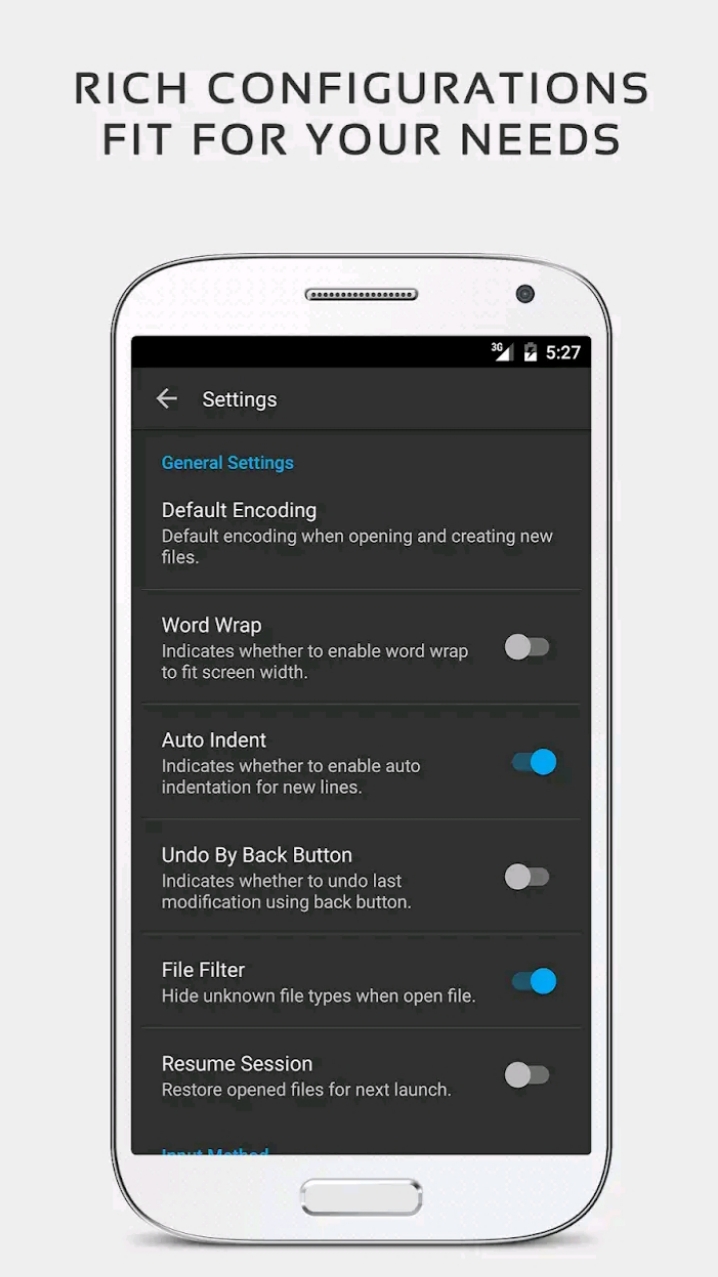 RICH CONFIGURATIONS
FIT FOR YOUR NEEDS
3G 5:27
Settings
General Settings
Default Encoding
Default encoding when opening and creating new
files.
Word Wrap
Indicates whether to enable word wrap
to fit screen width.
Auto Indent
Indicates whether to enable auto
indentation for new lines.
Undo By Back Button
Indicates whether to undo last
modification using back button.
File Filter
Hide unknown file types when open file.
Resume Session
Restore opened files for next launch.
Input Method